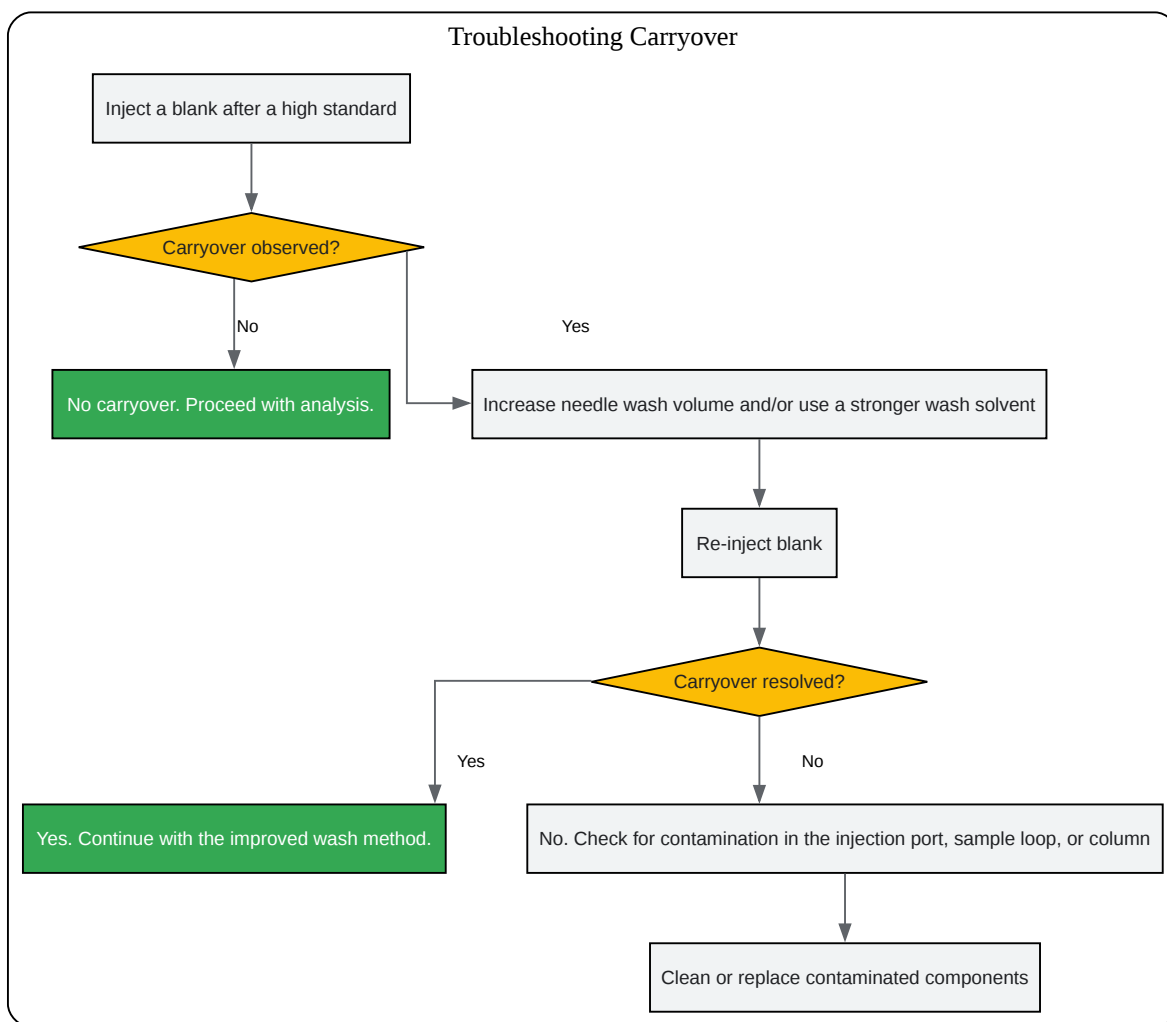 Troubleshooting Carryover
Inject a blank after a high standard
Carryover observed?
No
Yes
No carryover. Proceed with analysis.
Increase needle wash volume and/or use a stronger wash solvent
Re-inject blank
Carryover resolved?
Yes
No
Yes. Continue with the improved wash method.
No. Check for contamination in the injection port, sample loop, or column
Clean or replace contaminated components